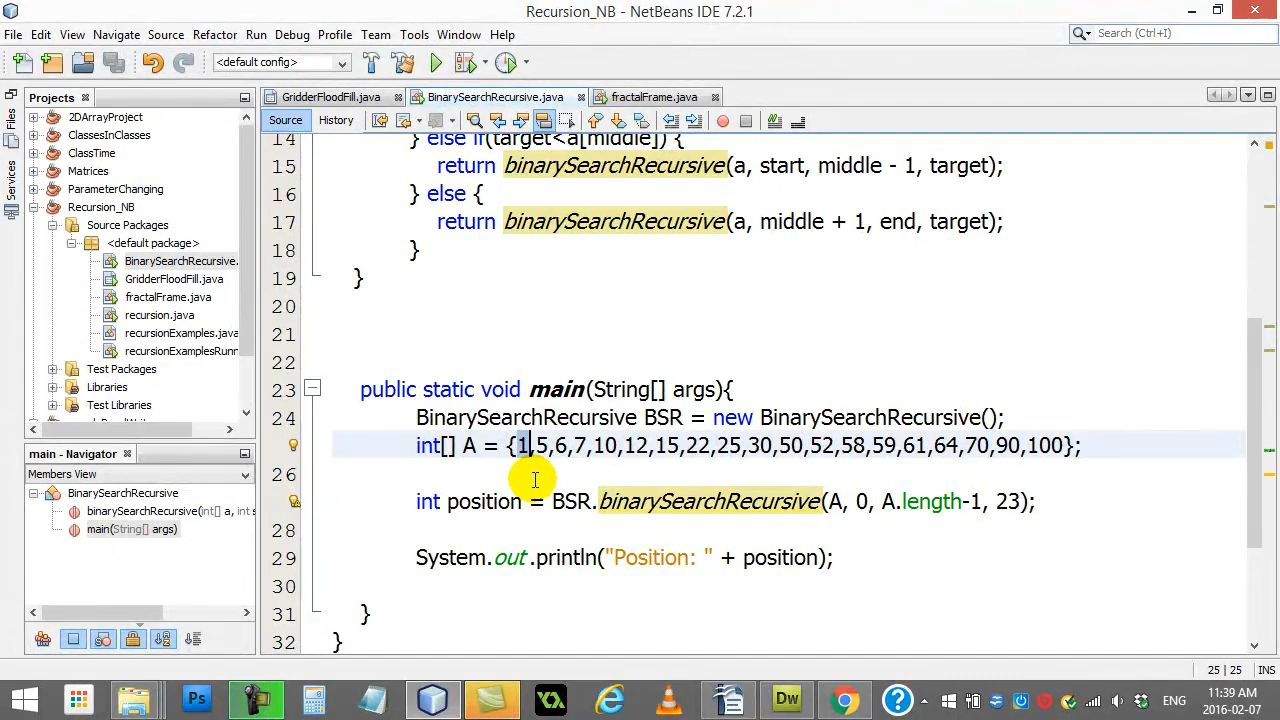 Recursion_NB - NetBeans IDE 7.2.1
File Edit View Navigate Source Refactor Run Debug Profile Team Tools Window Help
Search (Ctrl+I)
<default config>
Projects
GridderFloodFill.java BinarySearchRecursive.java fractalFrame.java
Files
Services
Source History
2DArrayProject
ClassesInClasses
ClassTime
Matrices
ParameterChanging
Recursion_NB
Source Packages
<default package>
BinarySearchRecursive.
GridderFloodFill.java
fractalFrame.java
recursion.java
recursionExamples.java
recursionExamplesRunn
Test Packages
Libraries
Test Libraries
main - Navigator
Members View
BinarySearchRecursive
binarySearchRecursive(int[] a, int s
main(String[] args)
14 } else if(target<a[middle]) {
15 return binarySearchRecursive(a, start, middle - 1, target);
16 } else {
17 return binarySearchRecursive(a, middle + 1, end, target);
18 }
19 }
20
21
22
23 public static void main(String[] args){
24 BinarySearchRecursive BSR = new BinarySearchRecursive();
int[] A = {1,5,6,7,10,12,15,22,25,30,50,52,58,59,61,64,70,90,100};
26
int position = BSR.binarySearchRecursive(A, 0, A.length-1, 23);
28
29 System.out.println("Position: " + position);
30
31 }
32 }
25 | 25 INS
Ps
Dw
ENG
11:39 AM
2016-02-07